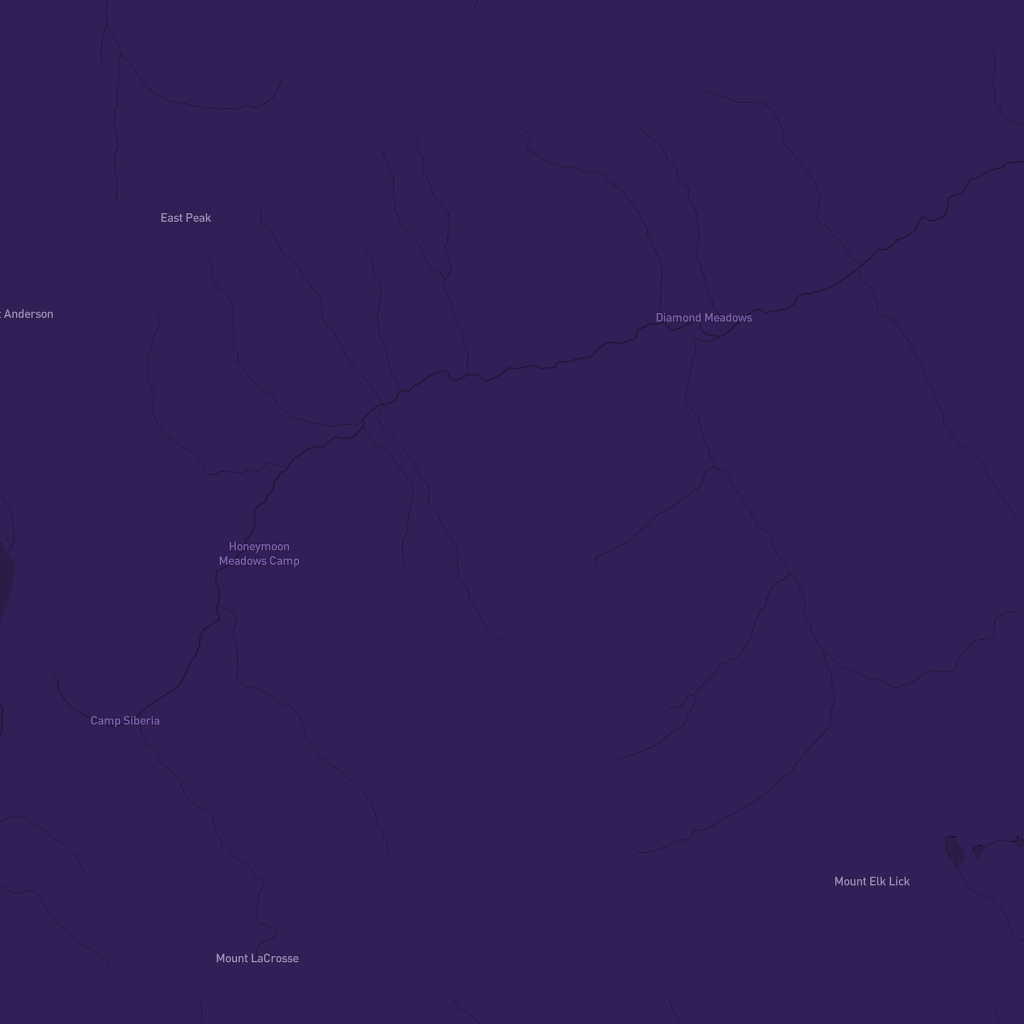 East Peak
Anderson
Diamond Meadows
Honeymoon
Meadows Camp
Camp Siberia
Mount Elk Lick
Mount LaCrosse